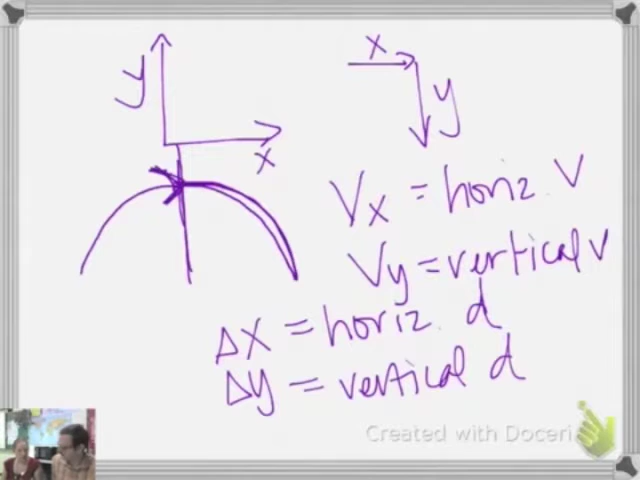 y
x
x
y
Vx = horiz. V
Vy = vertical v
Δx = horiz. d
Δy = vertical d
Created with Doceri